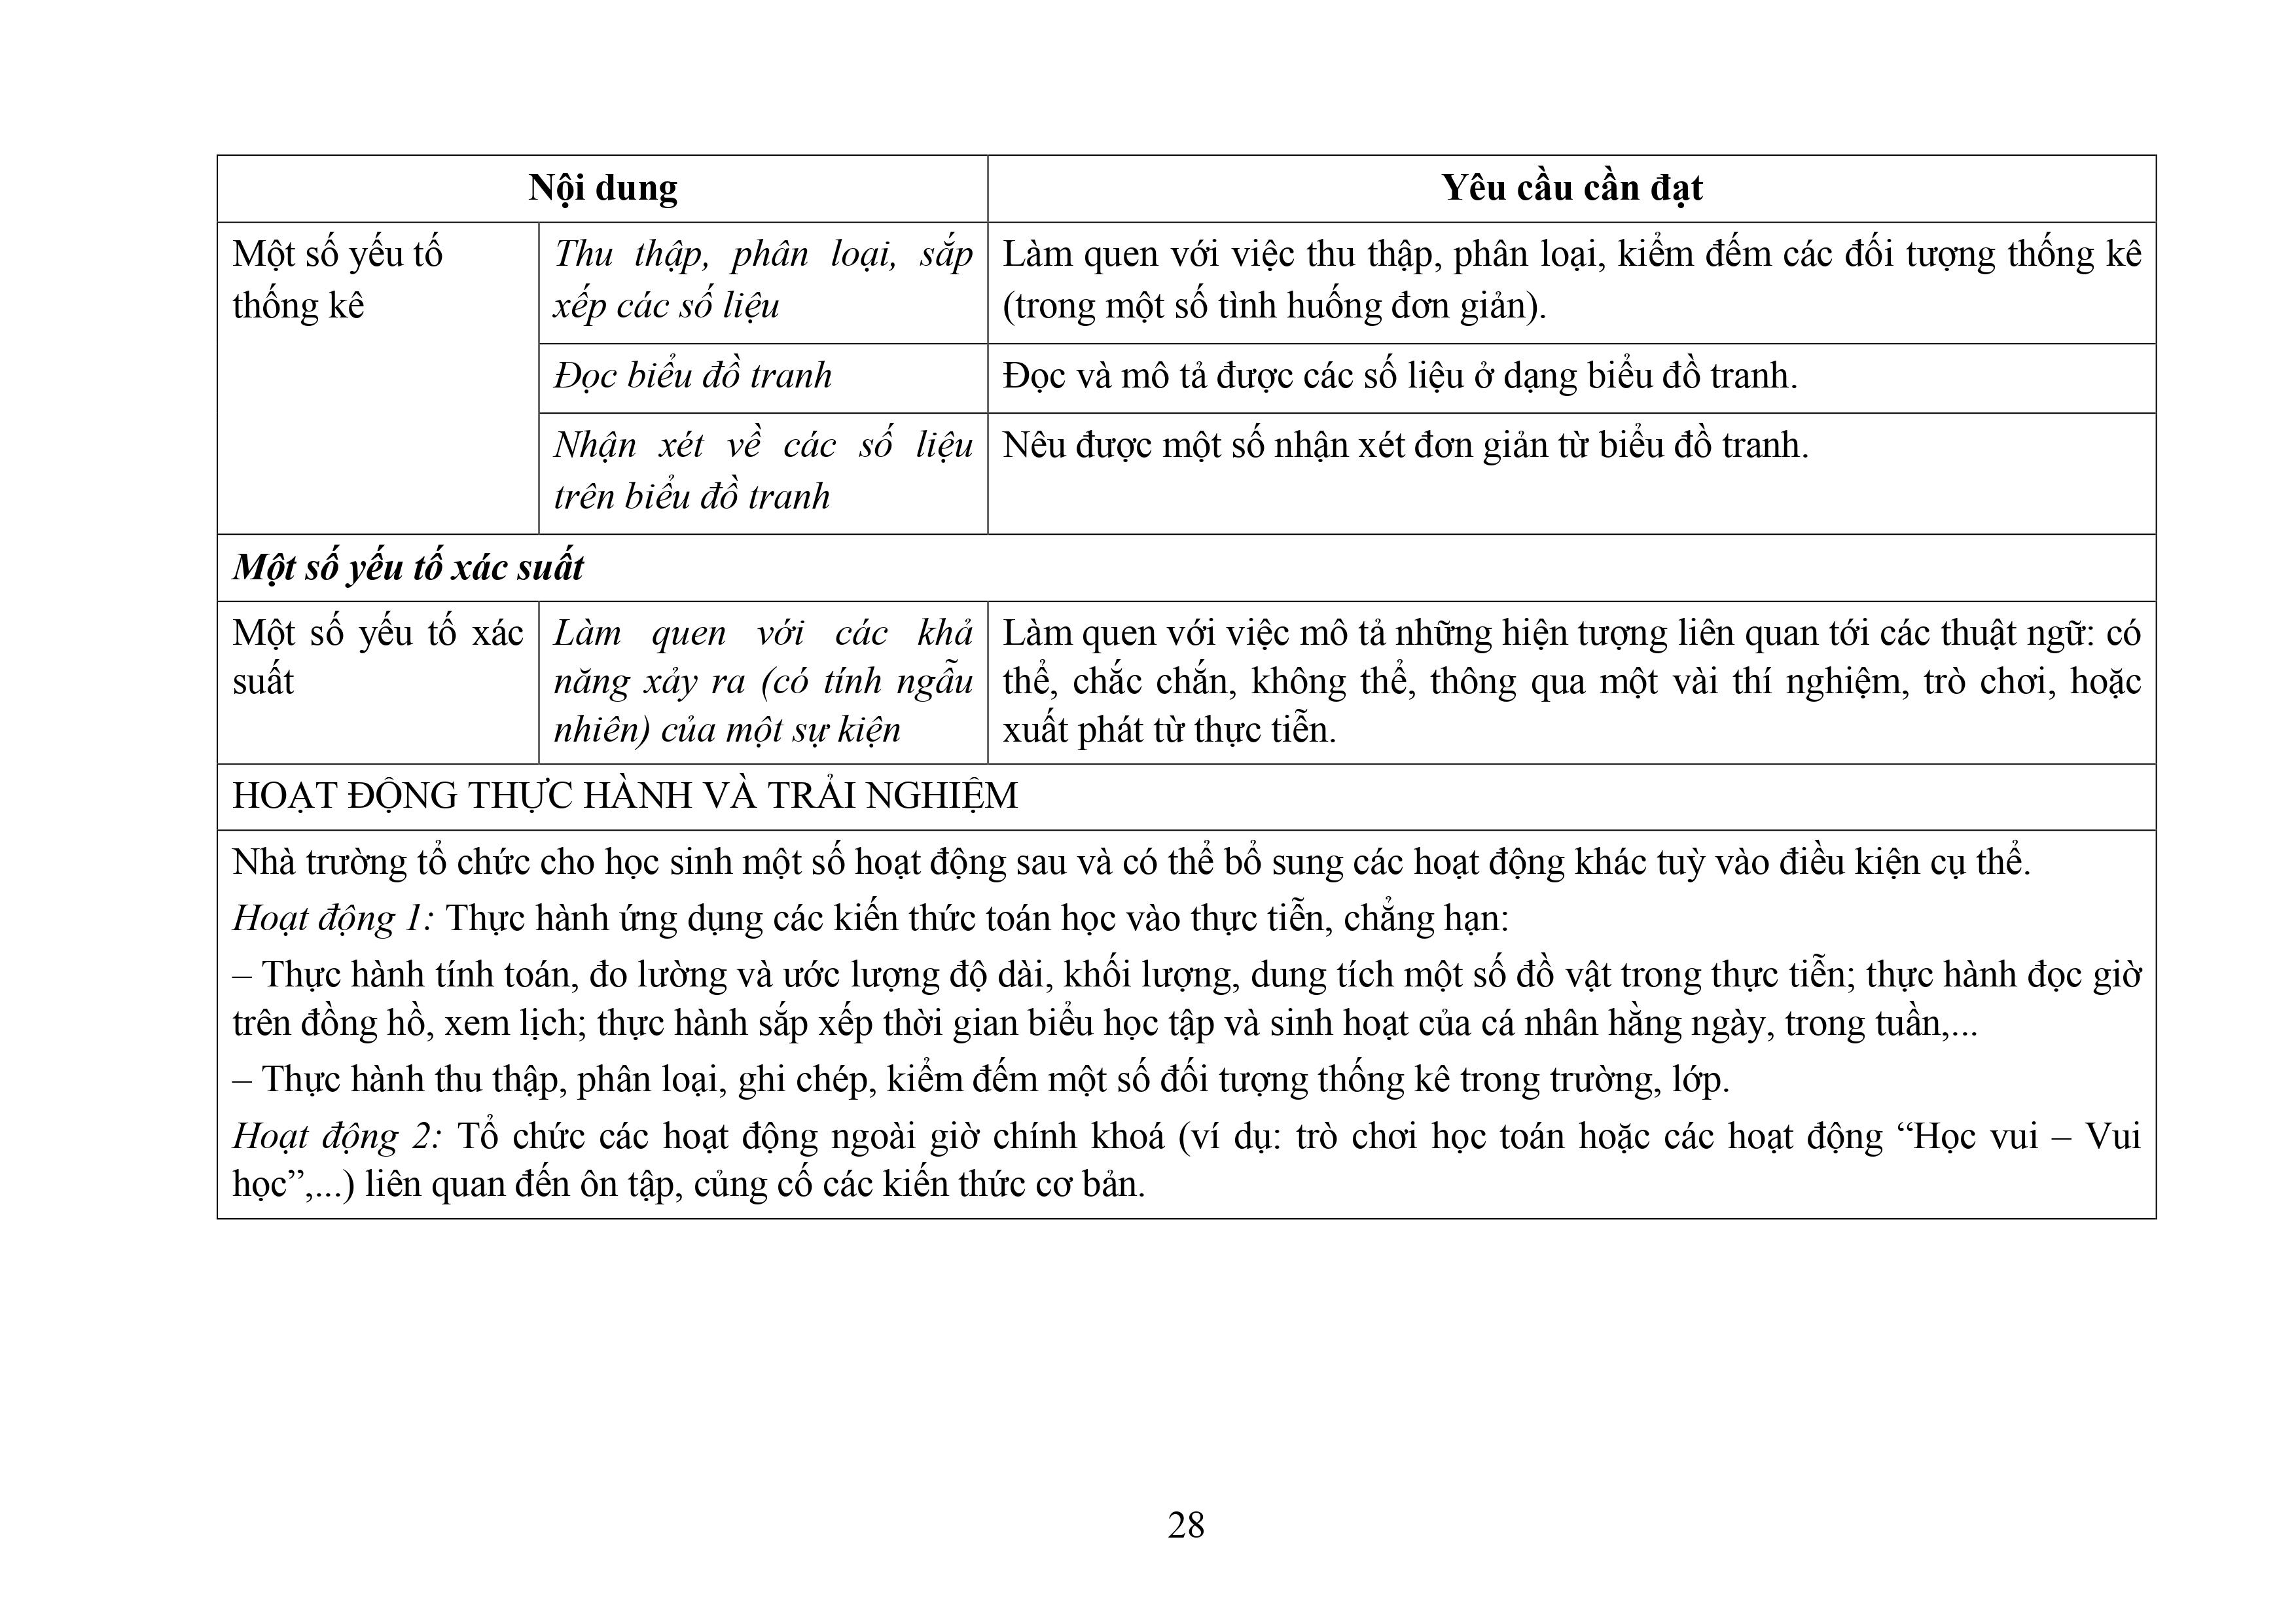 Nội dung
Yêu cầu cần đạt
Một số yếu tố
thống kê
Thu thập, phân loại, sắp
xếp các số liệu
Làm quen với việc thu thập, phân loại, kiểm đếm các đối tượng thống kê
(trong một số tình huống đơn giản).
Đọc biểu đồ tranh
Đọc và mô tả được các số liệu ở dạng biểu đồ tranh.
Nhận xét về các số liệu
trên biểu đồ tranh
Nêu được một số nhận xét đơn giản từ biểu đồ tranh.
Một số yếu tố xác suất
Một số yếu tố xác
suất
Làm quen với các khả
năng xảy ra (có tính ngẫu
nhiên) của một sự kiện
Làm quen với việc mô tả những hiện tượng liên quan tới các thuật ngữ: có
thể, chắc chắn, không thể, thông qua một vài thí nghiệm, trò chơi, hoặc
xuất phát từ thực tiễn.
HOẠT ĐỘNG THỰC HÀNH VÀ TRẢI NGHIỆM
Nhà trường tổ chức cho học sinh một số hoạt động sau và có thể bổ sung các hoạt động khác tuỳ vào điều kiện cụ thể.
Hoạt động 1: Thực hành ứng dụng các kiến thức toán học vào thực tiễn, chẳng hạn:
– Thực hành tính toán, đo lường và ước lượng độ dài, khối lượng, dung tích một số đồ vật trong thực tiễn; thực hành đọc giờ
trên đồng hồ, xem lịch; thực hành sắp xếp thời gian biểu học tập và sinh hoạt của cá nhân hằng ngày, trong tuần,...
– Thực hành thu thập, phân loại, ghi chép, kiểm đếm một số đối tượng thống kê trong trường, lớp.
Hoạt động 2: Tổ chức các hoạt động ngoài giờ chính khoá (ví dụ: trò chơi học toán hoặc các hoạt động “Học vui – Vui
học”,...) liên quan đến ôn tập, củng cố các kiến thức cơ bản.
28